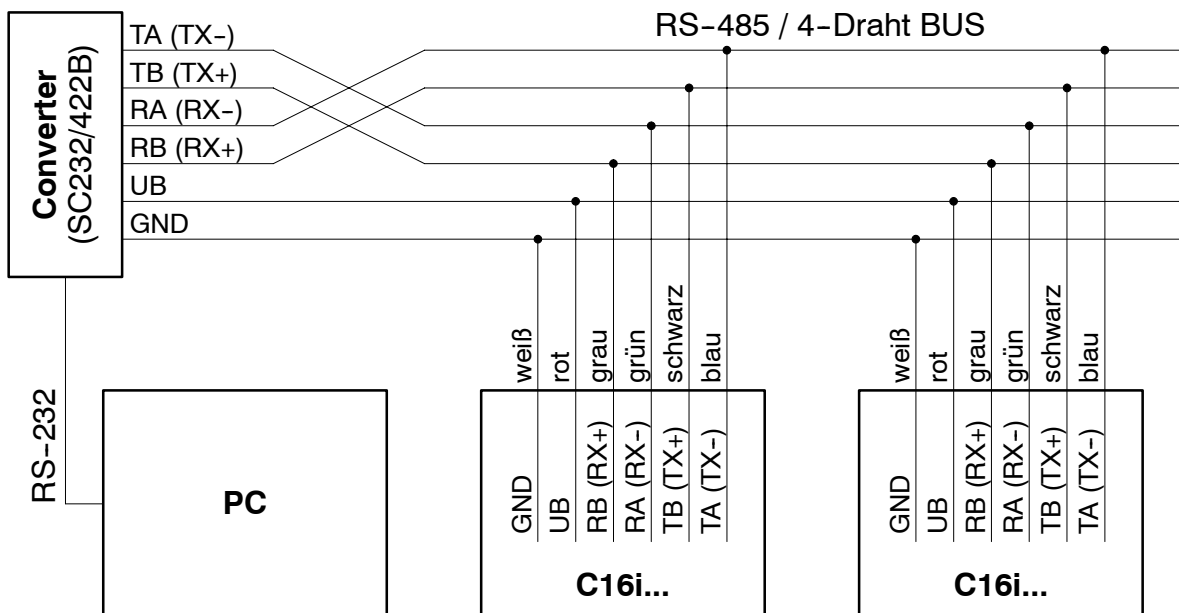 RS-485 / 4-Draht BUS
Converter
(SC232/422B)
TA (TX-)
TB (TX+)
RA (RX-)
RB (RX+)
UB
GND
RS-232
PC
weiß
rot
grau
grün
schwarz
blau
GND
UB
RB (RX+)
RA (RX-)
TB (TX+)
TA (TX-)
C16i...
weiß
rot
grau
grün
schwarz
blau
GND
UB
RB (RX+)
RA (RX-)
TB (TX+)
TA (TX-)
C16i...